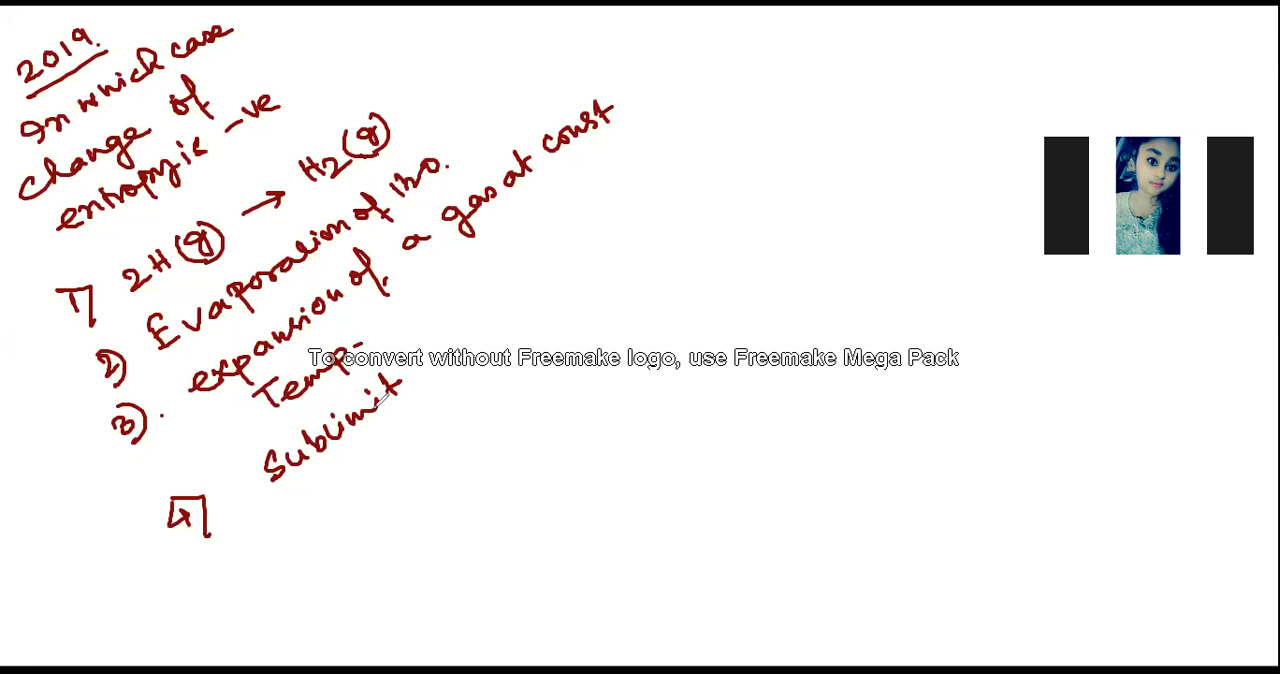 2019.
In which case
change of
entropy is -ve
1) 2H(g) → H2(g)
2) Evaporation of H2O.
3). expansion of a gas at const
Temp-
4) Sublimit
To convert without Freemake logo, use Freemake Mega Pack